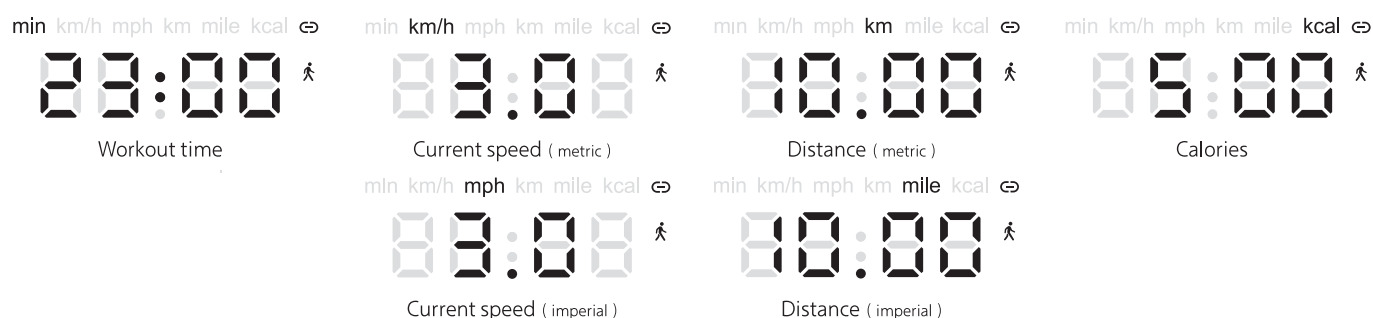 min km/h mph km mile kcal
23:00
Workout time
min km/h mph km mile kcal
3.0
Current speed ( metric )
min km/h mph km mile kcal
10.00
Distance ( metric )
min km/h mph km mile kcal
500
Calories
min km/h mph km mile kcal
3.0
Current speed ( imperial )
min km/h mph km mile kcal
10.00
Distance ( imperial )